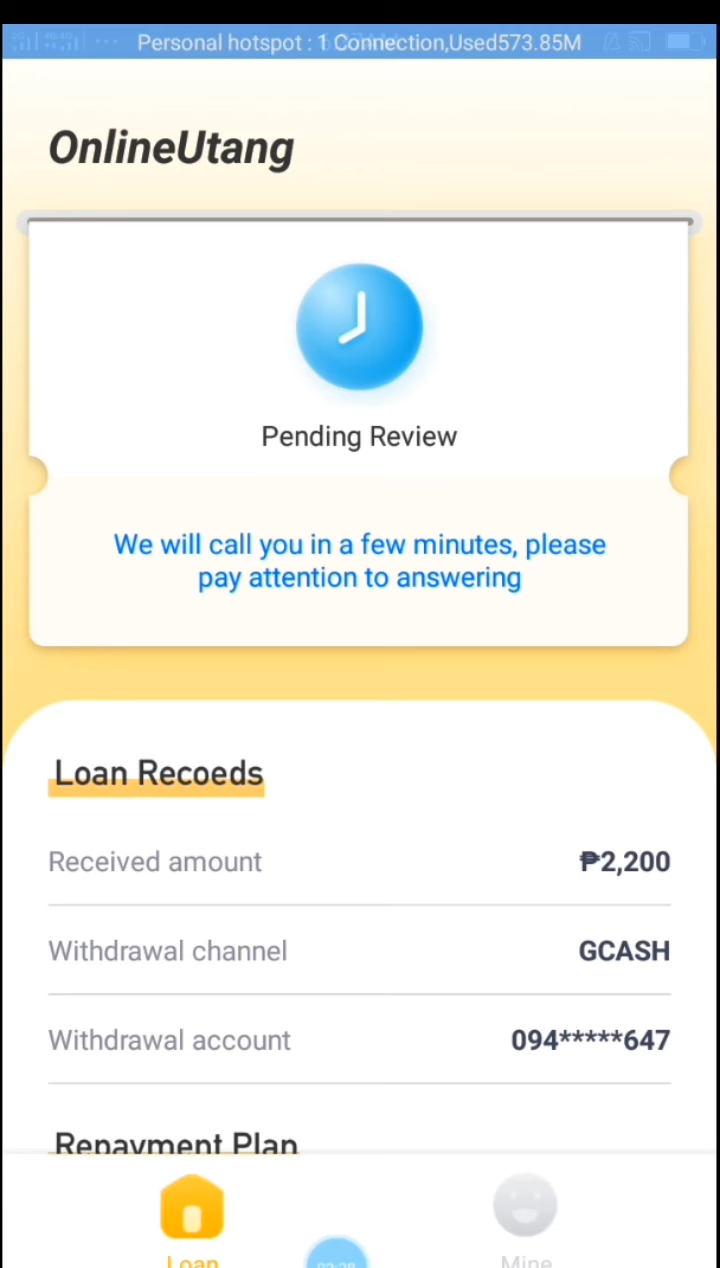 Personal hotspot : 1 Connection,Used573.85M
OnlineUtang
Pending Review
We will call you in a few minutes, please
pay attention to answering
Loan Recoeds
Received amount ₱2,200
Withdrawal channel GCASH
Withdrawal account 094*****647
Repayment Plan
Loan Mine